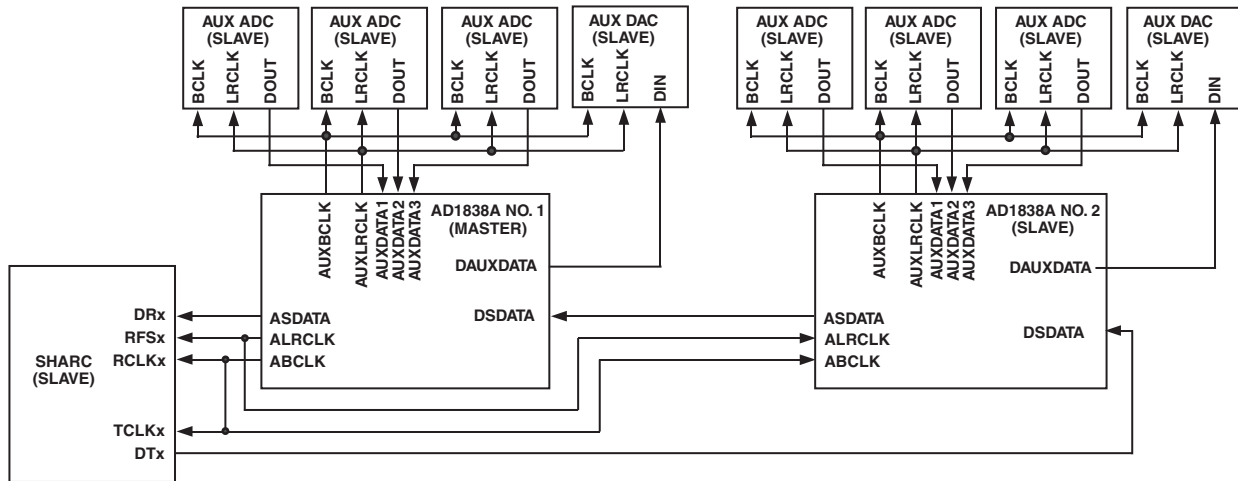 AUX ADC
(SLAVE)
BCLK
LRCLK
DOUT
AUX ADC
(SLAVE)
BCLK
LRCLK
DOUT
AUX ADC
(SLAVE)
BCLK
LRCLK
DOUT
AUX DAC
(SLAVE)
BCLK
LRCLK
DIN
AUX ADC
(SLAVE)
BCLK
LRCLK
DOUT
AUX ADC
(SLAVE)
BCLK
LRCLK
DOUT
AUX ADC
(SLAVE)
BCLK
LRCLK
DOUT
AUX DAC
(SLAVE)
BCLK
LRCLK
DIN
AD1838A NO. 1
(MASTER)
AUXBCLK
AUXLRCLK
AUXDATA1
AUXDATA2
AUXDATA3
DAUXDATA
DSDATA
ASDATA
ALRCLK
ABCLK
AD1838A NO. 2
(SLAVE)
AUXBCLK
AUXLRCLK
AUXDATA1
AUXDATA2
AUXDATA3
DAUXDATA
DSDATA
ASDATA
ALRCLK
ABCLK
SHARC
(SLAVE)
DRx
RFSx
RCLKx
TCLKx
DTx